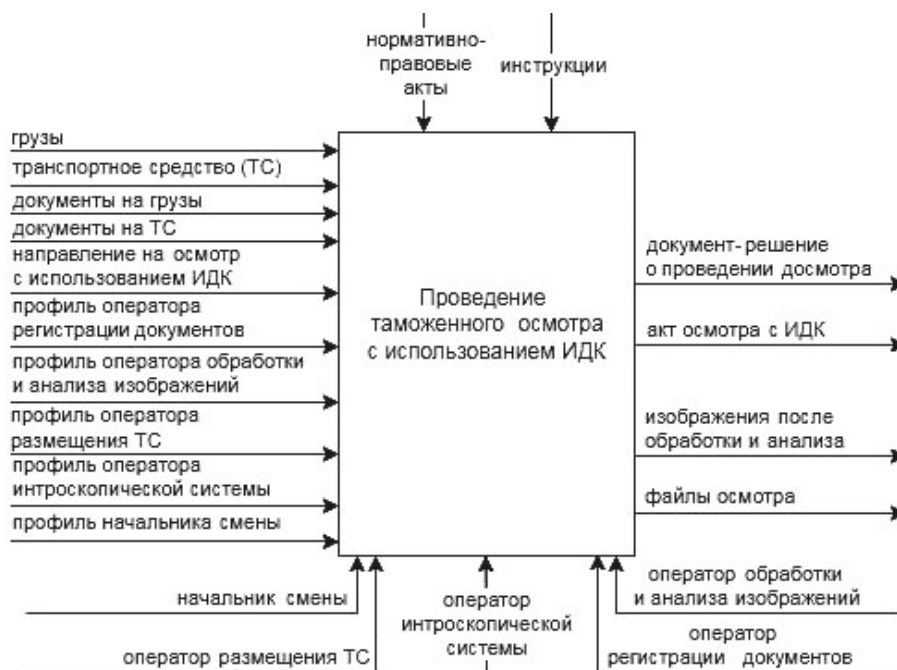 нормативно-
правовые
акты
инструкции
грузы
транспортное средство (ТС)
документы на грузы
документы на ТС
направление на осмотр
с использованием ИДК
профиль оператора
регистрации документов
профиль оператора обработки
и анализа изображений
профиль оператора
размещения ТС
профиль оператора
интроскопической системы
профиль начальника смены
Проведение
таможенного осмотра
с использованием ИДК
документ-решение
о проведении досмотра
акт осмотра с ИДК
изображения после
обработки и анализа
файлы осмотра
начальник смены
оператор размещения ТС
оператор
интроскопической
системы
оператор обработки
и анализа изображений
оператор
регистрации документов